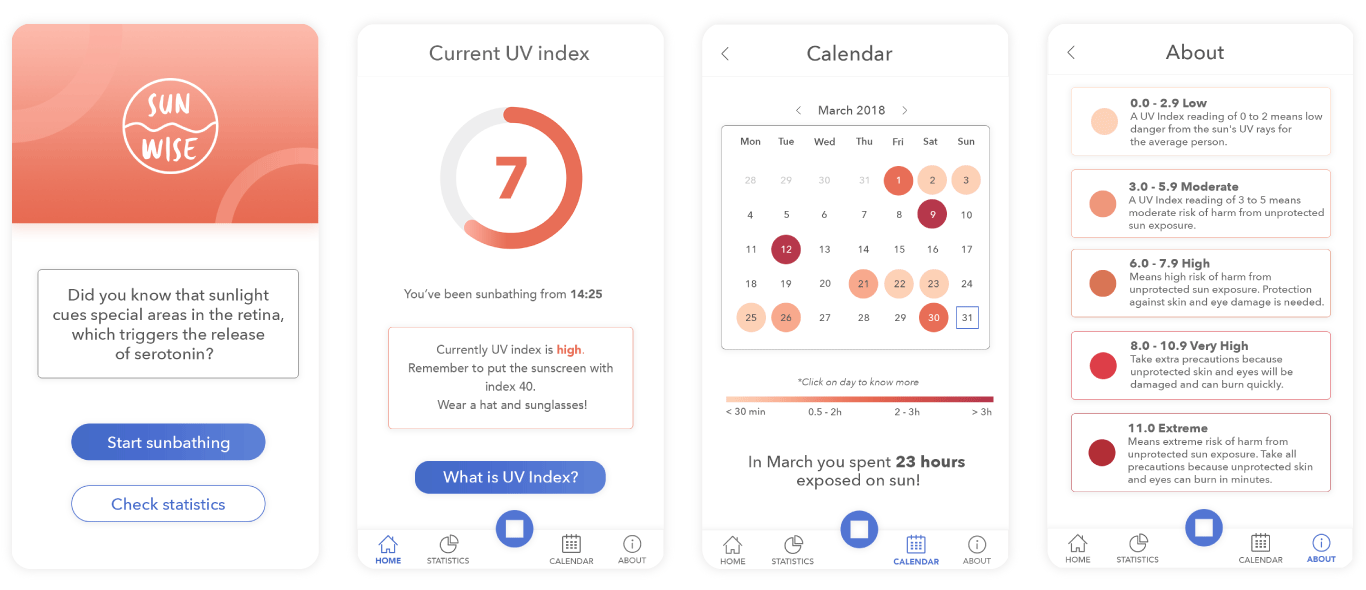 SUN
WISE
Did you know that sunlight
cues special areas in the retina,
which triggers the release
of serotonin?
Start sunbathing
Check statistics
Current UV index
7
You've been sunbathing from 14:25
Currently UV index is high.
Remember to put the sunscreen with
index 40.
Wear a hat and sunglasses!
What is UV Index?
HOME
STATISTICS
CALENDAR
ABOUT
Calendar
March 2018
Mon Tue Wed Thu Fri Sat Sun
28 29 30 31 1 2 3
4 5 6 7 8 9 10
11 12 13 14 15 16 17
18 19 20 21 22 23 24
25 26 27 28 29 30 31
*Click on day to know more
< 30 min 0.5 - 2h 2 - 3h > 3h
In March you spent 23 hours
exposed on sun!
HOME
STATISTICS
CALENDAR
ABOUT
About
0.0 - 2.9 Low
A UV Index reading of 0 to 2 means low
danger from the sun's UV rays for
the average person.
3.0 - 5.9 Moderate
A UV Index reading of 3 to 5 means
moderate risk of harm from unprotected
sun exposure.
6.0 - 7.9 High
Means high risk of harm from
unprotected sun exposure. Protection
against skin and eye damage is needed.
8.0 - 10.9 Very High
Take extra precautions because
unprotected skin and eyes will be
damaged and can burn quickly.
11.0 Extreme
Means extreme risk of harm from
unprotected sun exposure. Take all
precautions because unprotected skin
and eyes can burn in minutes.
HOME
STATISTICS
CALENDAR
ABOUT